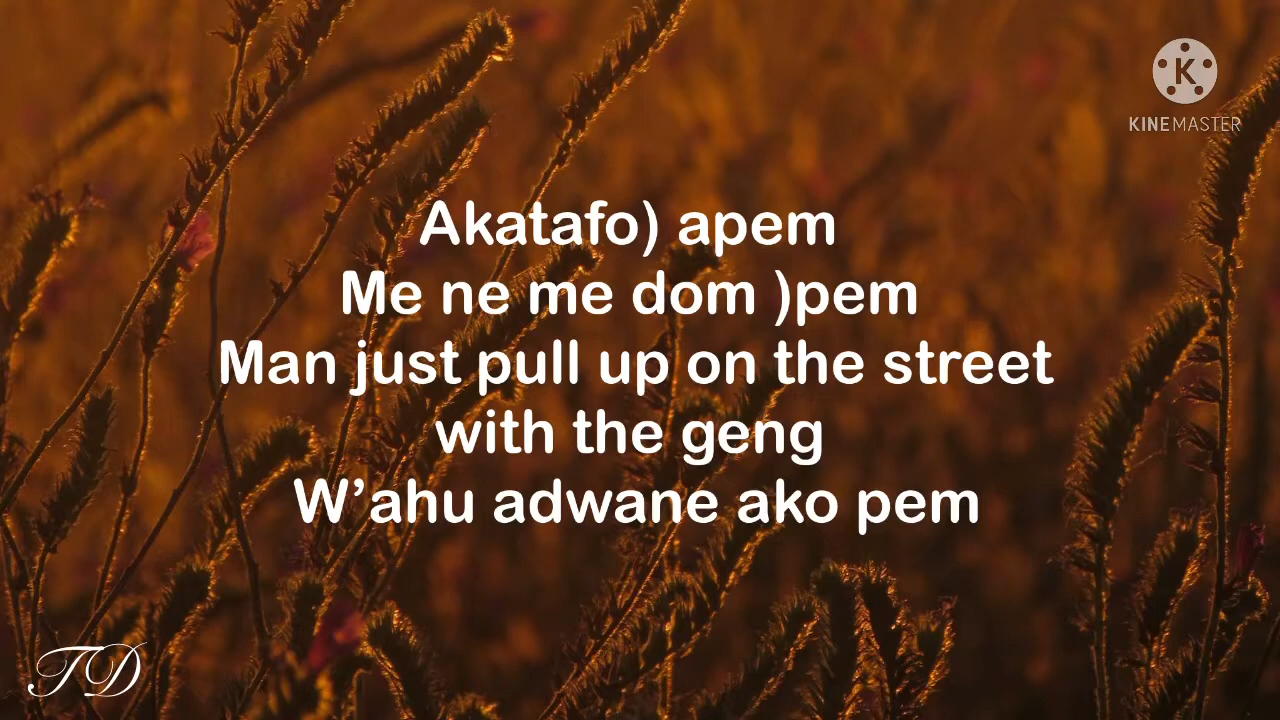 KINEMASTER
Akatafo) apem
Me ne me dom )pem
Man just pull up on the street
with the geng
W’ahu adwane ako pem
TD